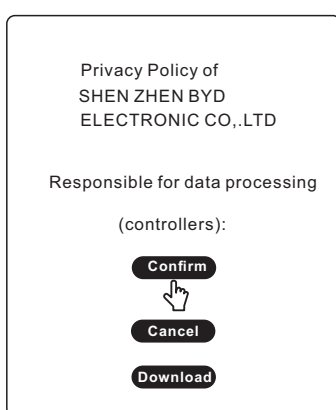 Privacy Policy of
SHEN ZHEN BYD
ELECTRONIC CO,.LTD
Responsible for data processing
(controllers):
Confirm
Cancel
Download